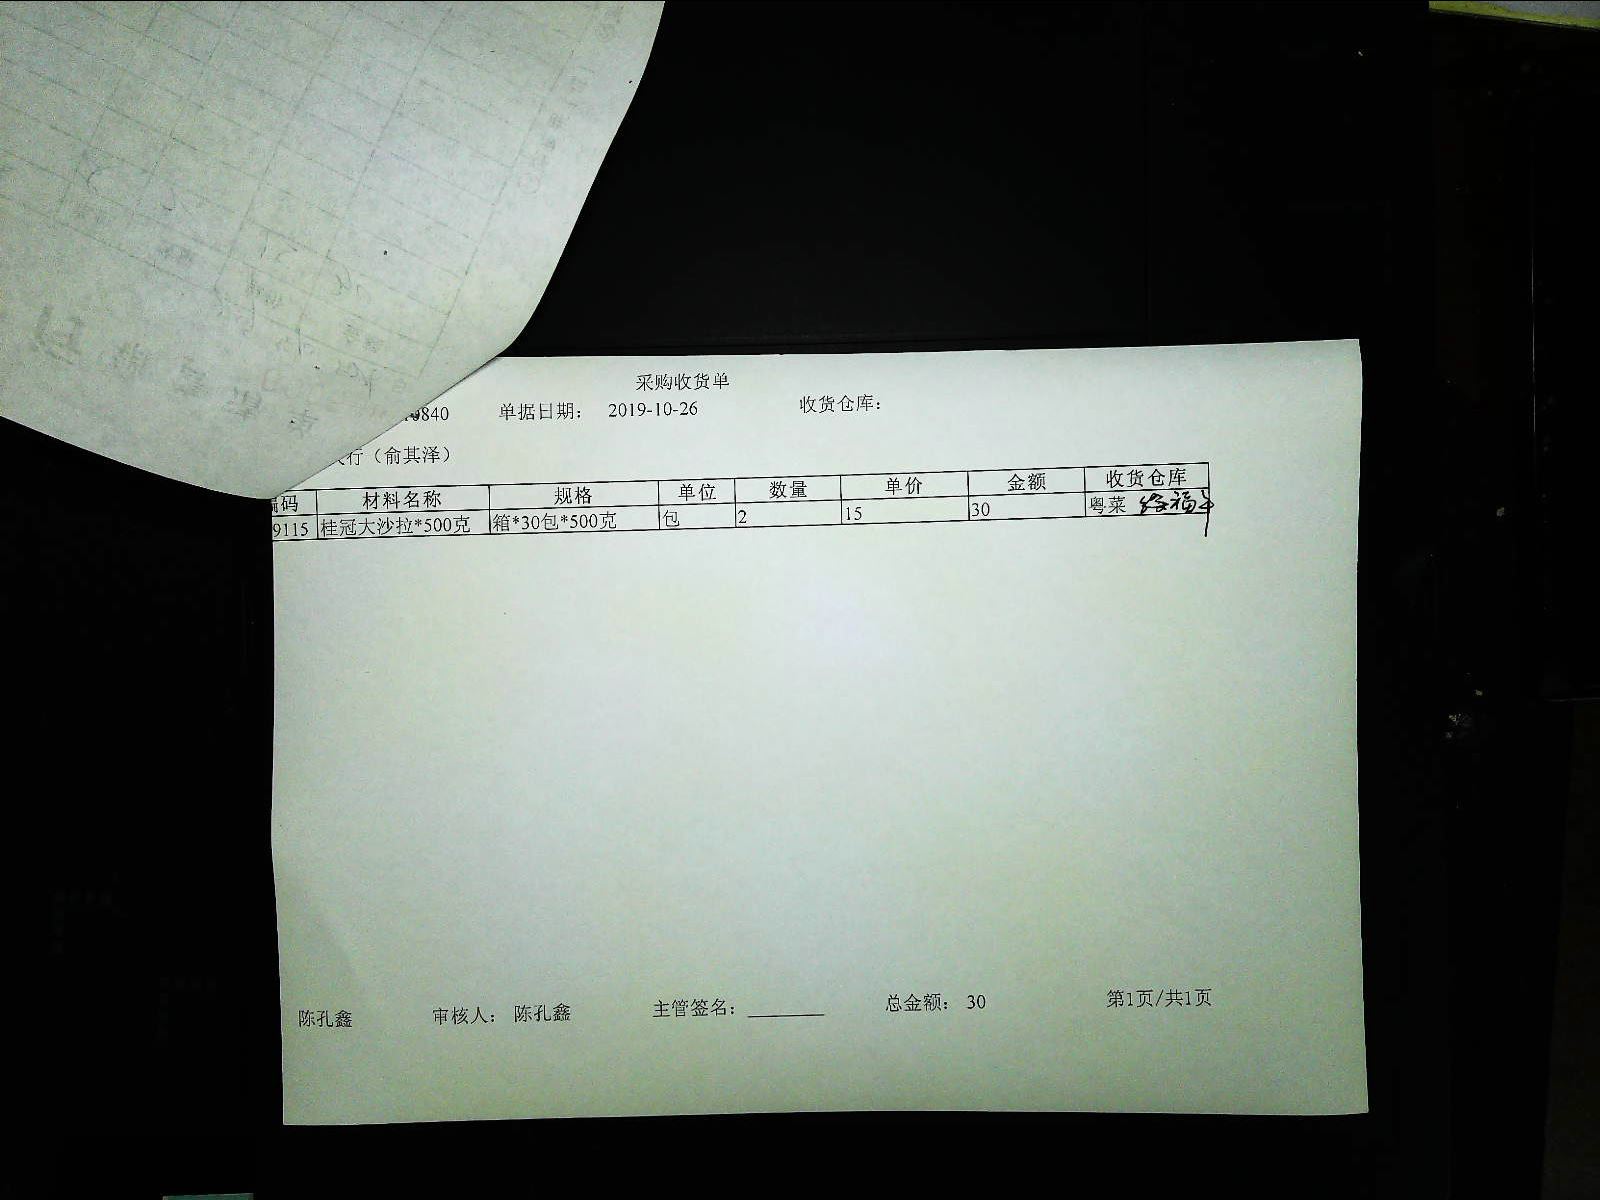 采购收货单
0840 单据日期: 2019-10-26 收货仓库:
行（俞其泽）
编码 材料名称 规格 单位 数量 单价 金额 收货仓库
9115 桂冠大沙拉*500克 箱*30包*500克 包 2 15 30 粤菜
陈孔鑫 审核人: 陈孔鑫 主管签名: ________ 总金额: 30 第1页/共1页